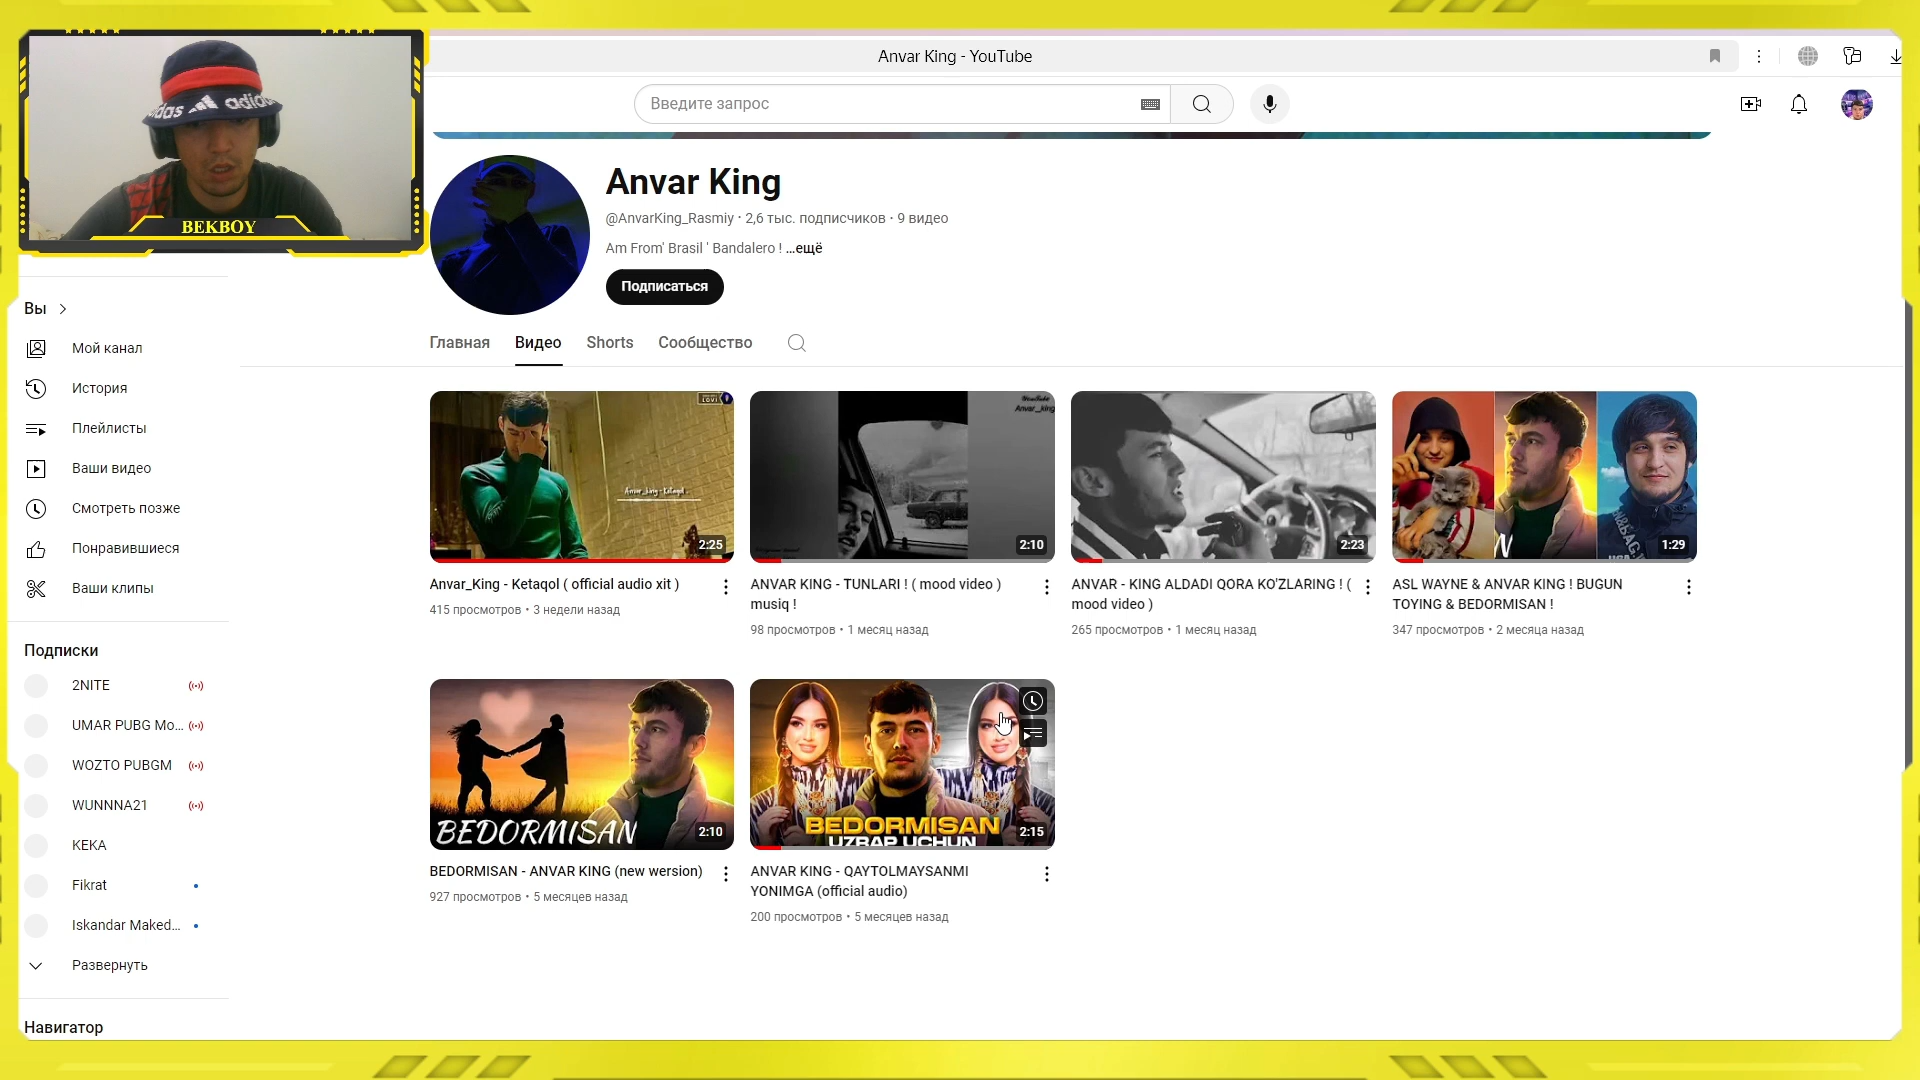 Anvar King - YouTube
Введите запрос
adidas
BEKBOY
Anvar King
@AnvarKing_Rasmiy · 2,6 тыс. подписчиков · 9 видео
Am From' Brasil ' Bandalero ! ...ещё
Подписаться
Главная Видео Shorts Сообщество
Вы
Мой канал
История
Плейлисты
Ваши видео
Смотреть позже
Понравившиеся
Ваши клипы
Подписки
2NITE
UMAR PUBG Mo...
WOZTO PUBGM
WUNNNA21
KEKA
Fikrat
Iskandar Maked...
Развернуть
Навигатор
Anvar_king - Ketaqol
2:25
Anvar_King - Ketaqol ( official audio xit )
415 просмотров • 3 недели назад
Anvar_king
2:10
ANVAR KING - TUNLARI ! ( mood video )
musiq !
98 просмотров • 1 месяц назад
2:23
ANVAR - KING ALDADI QORA KO'ZLARING ! (
mood video )
265 просмотров • 1 месяц назад
1:29
ASL WAYNE & ANVAR KING ! BUGUN
TOYING & BEDORMISAN !
347 просмотров • 2 месяца назад
BEDORMISAN
2:10
BEDORMISAN - ANVAR KING (new wersion)
927 просмотров • 5 месяцев назад
BEDORMISAN
UZRAP UCHUN
2:15
ANVAR KING - QAYTOLMAYSANMI
YONIMGA (official audio)
200 просмотров • 5 месяцев назад